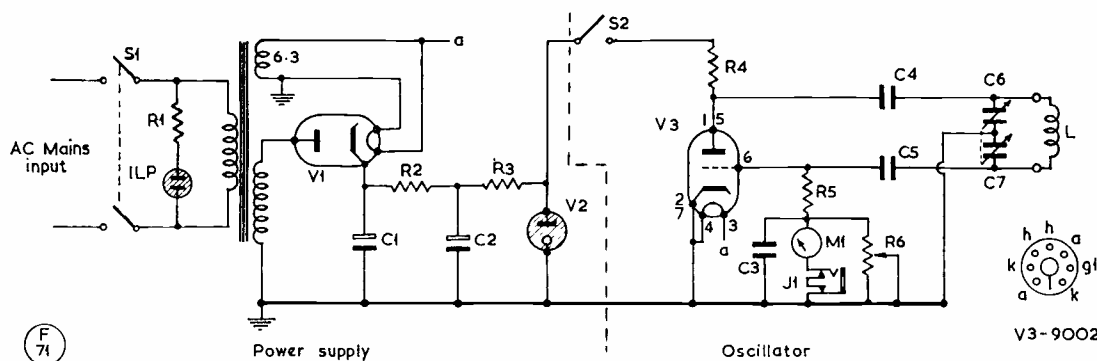 S1
AC Mains
input
R1
ILP
6·3
a
V1
R2
R3
C1
C2
V2
S2
R4
C4
C6
V3
1 5
6
C5
C7
L
2
7
4
3
a
R5
C3
M1
J1
R6
h h
a
k
g1
a
k
V3-9002
F
71
Power supply
Oscillator